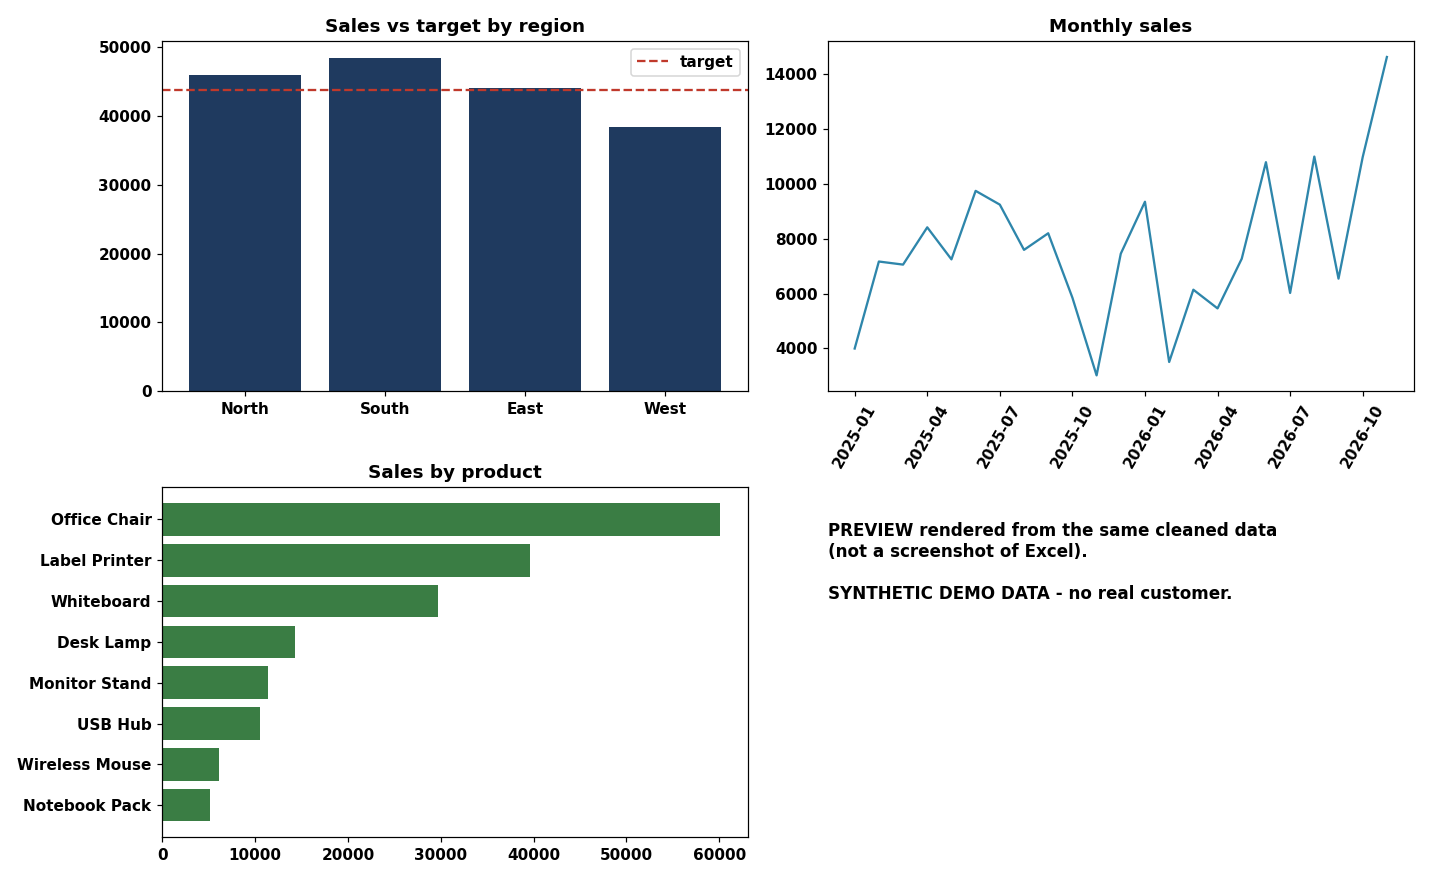 Sales vs target by region
50000
40000
30000
20000
10000
0
target
North South East West
Monthly sales
14000
12000
10000
8000
6000
4000
2025-01 2025-04 2025-07 2025-10 2026-01 2026-04 2026-07 2026-10
Sales by product
Office Chair
Label Printer
Whiteboard
Desk Lamp
Monitor Stand
USB Hub
Wireless Mouse
Notebook Pack
0 10000 20000 30000 40000 50000 60000
PREVIEW rendered from the same cleaned data
(not a screenshot of Excel).
SYNTHETIC DEMO DATA - no real customer.